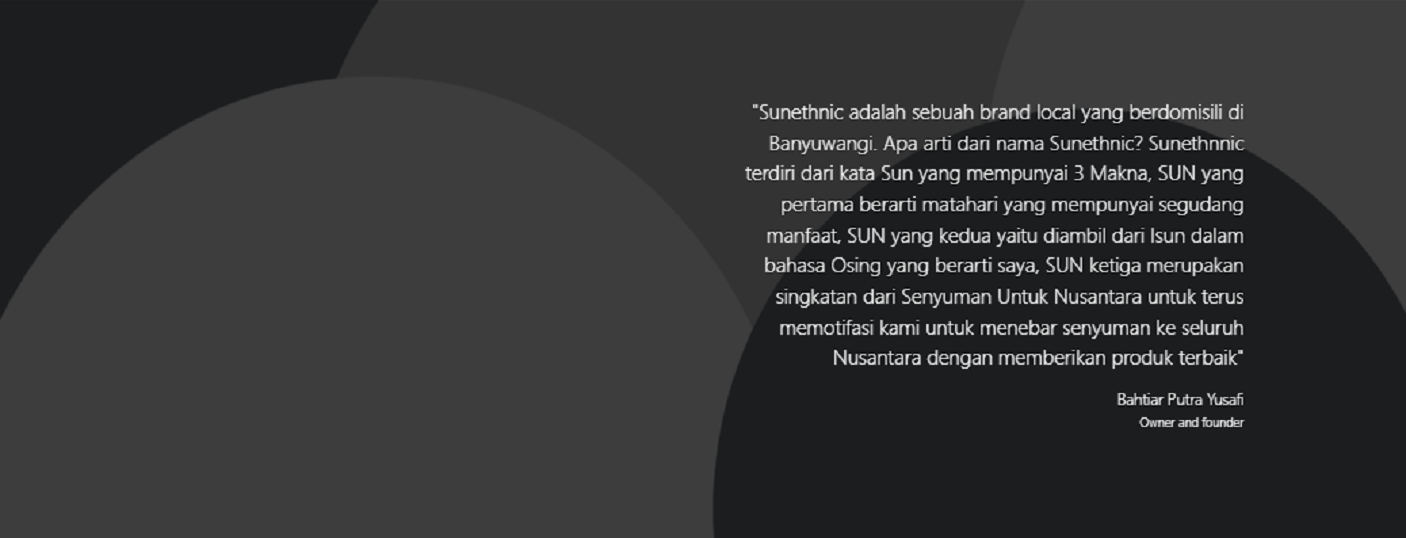 "Sunethnic adalah sebuah brand local yang berdomisili di
Banyuwangi. Apa arti dari nama Sunethnic? Sunethnnic
terdiri dari kata Sun yang mempunyai 3 Makna, SUN yang
pertama berarti matahari yang mempunyai segudang
manfaat, SUN yang kedua yaitu diambil dari Isun dalam
bahasa Osing yang berarti saya, SUN ketiga merupakan
singkatan dari Senyuman Untuk Nusantara untuk terus
memotifasi kami untuk menebar senyuman ke seluruh
Nusantara dengan memberikan produk terbaik"
Bahtiar Putra Yusafi
Owner and founder